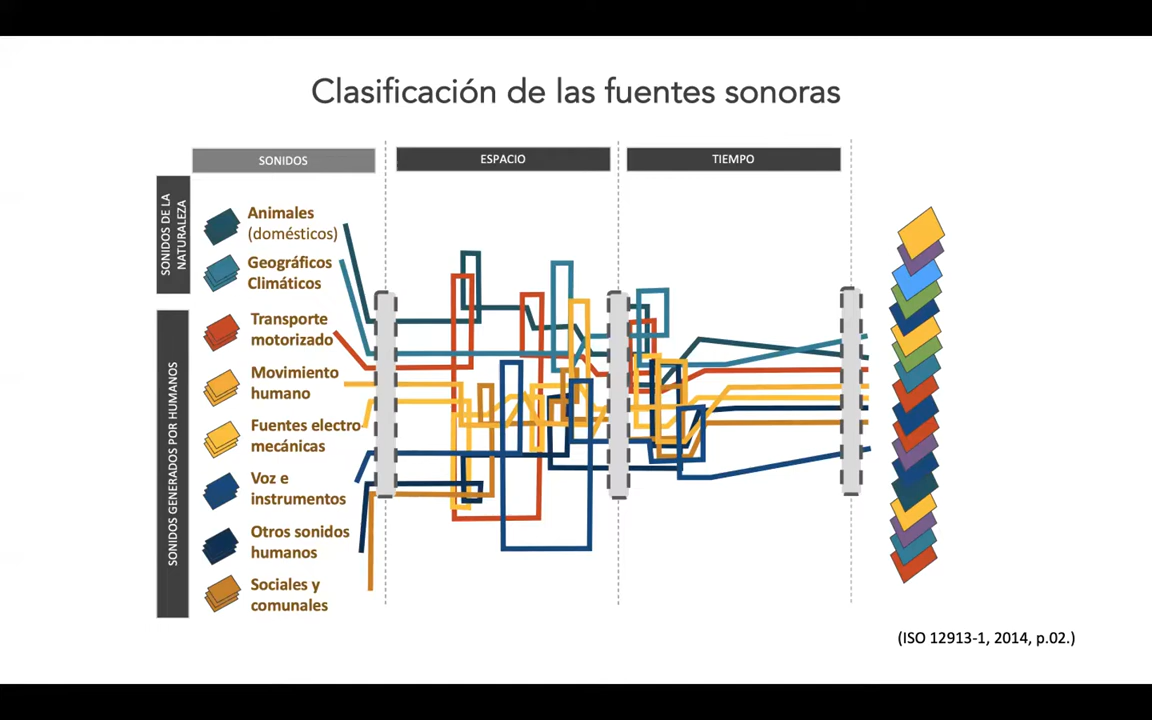 Clasificación de las fuentes sonoras
SONIDOS
ESPACIO
TIEMPO
SONIDOS DE LA
NATURALEZA
Animales
(domésticos)
Geográficos
Climáticos
SONIDOS GENERADOS POR HUMANOS
Transporte
motorizado
Movimiento
humano
Fuentes electro
mecánicas
Voz e
instrumentos
Otros sonidos
humanos
Sociales y
comunales
(ISO 12913-1, 2014, p.02.)